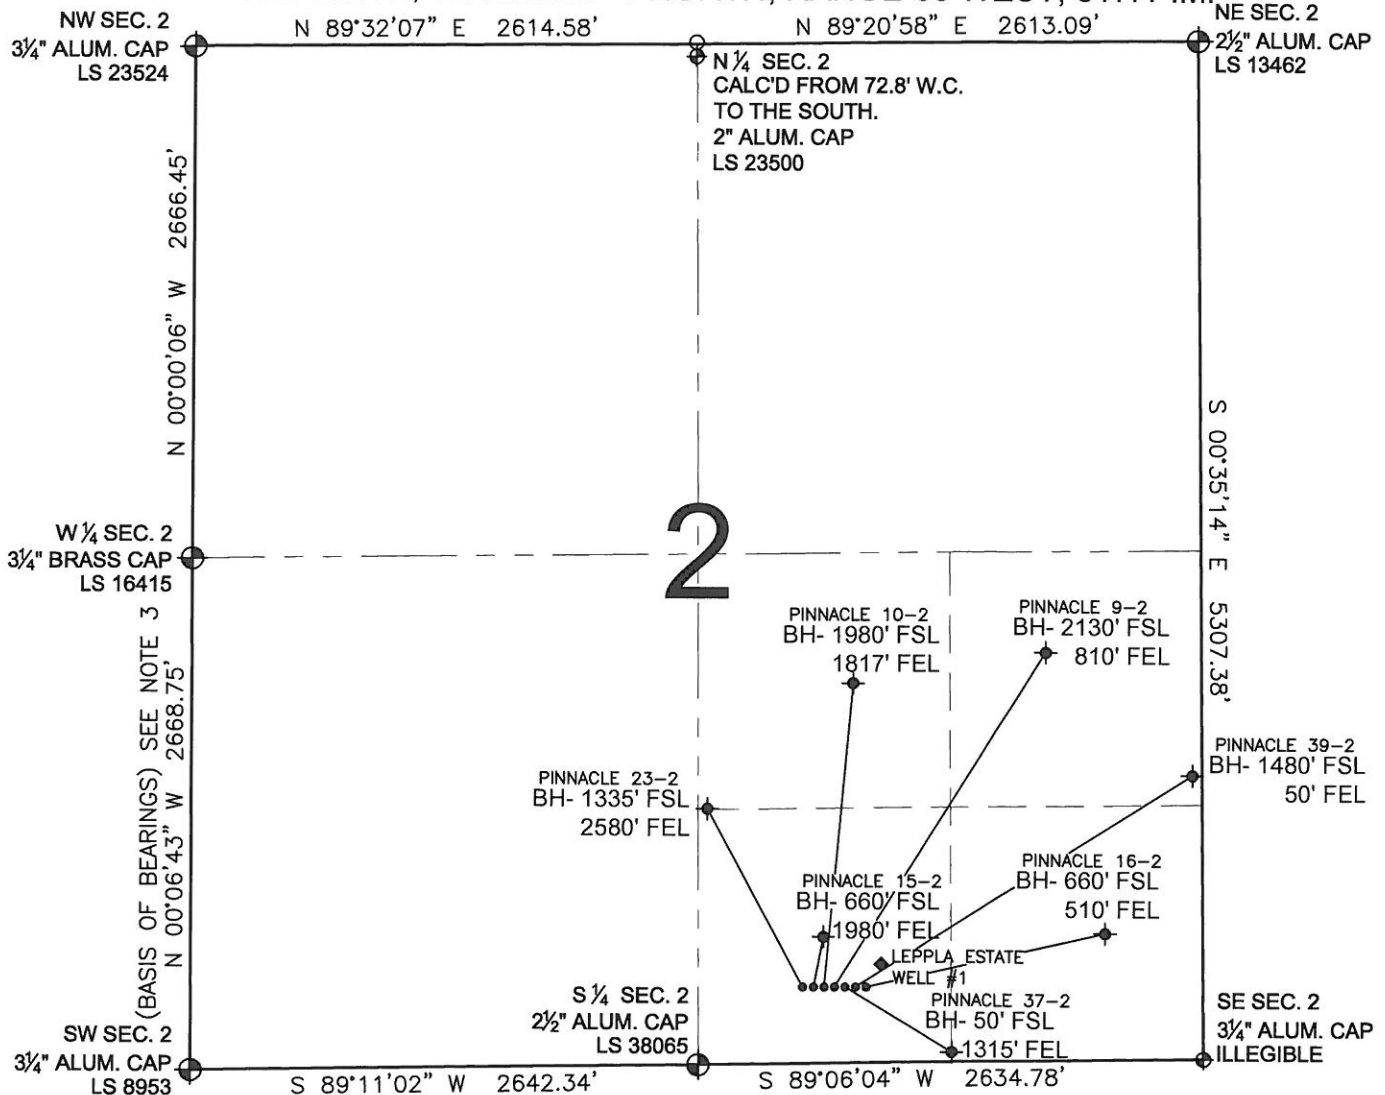 NW SEC. 2
3¼" ALUM. CAP
LS 23524
N 89°32'07" E 2614.58'
N 89°20'58" E 2613.09'
NE SEC. 2
2½" ALUM. CAP
LS 13462
N ¼ SEC. 2
CALC'D FROM 72.8' W.C.
TO THE SOUTH.
2" ALUM. CAP
LS 23500
N 00°00'06" W 2666.45'
S 00°35'14" E 5307.38'
W ¼ SEC. 2
3¼" BRASS CAP
LS 16415
2
(BASIS OF BEARINGS) SEE NOTE 3
N 00°06'43" W 2668.75'
PINNACLE 10-2
BH- 1980' FSL
1817' FEL
PINNACLE 9-2
BH- 2130' FSL
810' FEL
PINNACLE 39-2
BH- 1480' FSL
50' FEL
PINNACLE 23-2
BH- 1335' FSL
2580' FEL
PINNACLE 15-2
BH- 660' FSL
1980' FEL
PINNACLE 16-2
BH- 660' FSL
510' FEL
LEPPLA ESTATE
WELL #1
PINNACLE 37-2
BH- 50' FSL
1315' FEL
S ¼ SEC. 2
2½" ALUM. CAP
LS 38065
SW SEC. 2
3¼" ALUM. CAP
LS 8953
SE SEC. 2
3¼" ALUM. CAP
ILLEGIBLE
S 89°11'02" W 2642.34'
S 89°06'04" W 2634.78'